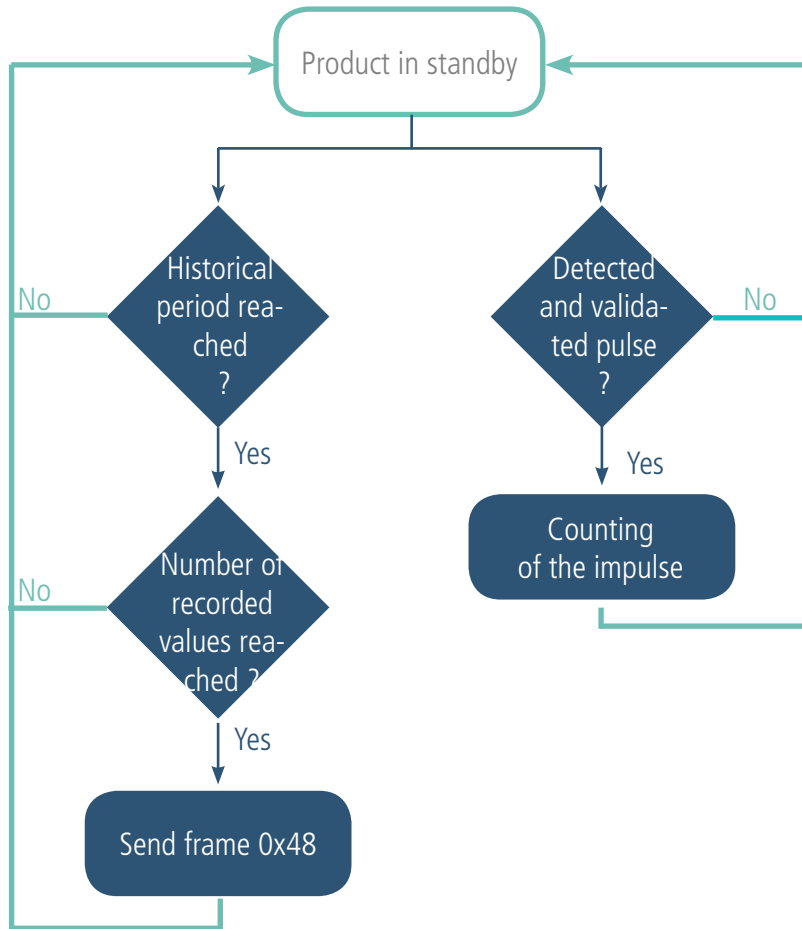 Product in standby
Historical
period rea-
ched
?
No
Yes
Number of
recorded
values rea-
ched ?
No
Yes
Send frame 0x48
Detected
and valida-
ted pulse
?
No
Yes
Counting
of the impulse